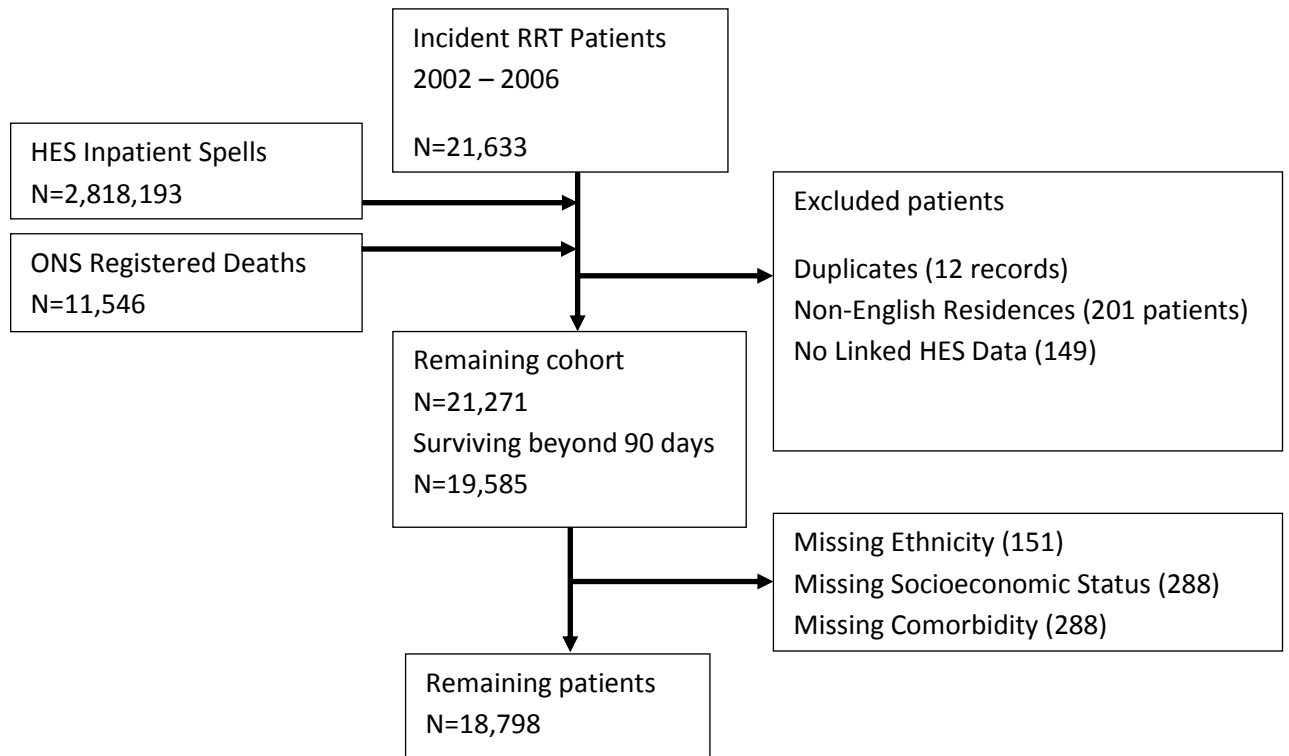 Incident RRT Patients
2002 – 2006
N=21,633
HES Inpatient Spells
N=2,818,193
ONS Registered Deaths
N=11,546
Excluded patients
Duplicates (12 records)
Non-English Residences (201 patients)
No Linked HES Data (149)
Remaining cohort
N=21,271
Surviving beyond 90 days
N=19,585
Missing Ethnicity (151)
Missing Socioeconomic Status (288)
Missing Comorbidity (288)
Remaining patients
N=18,798